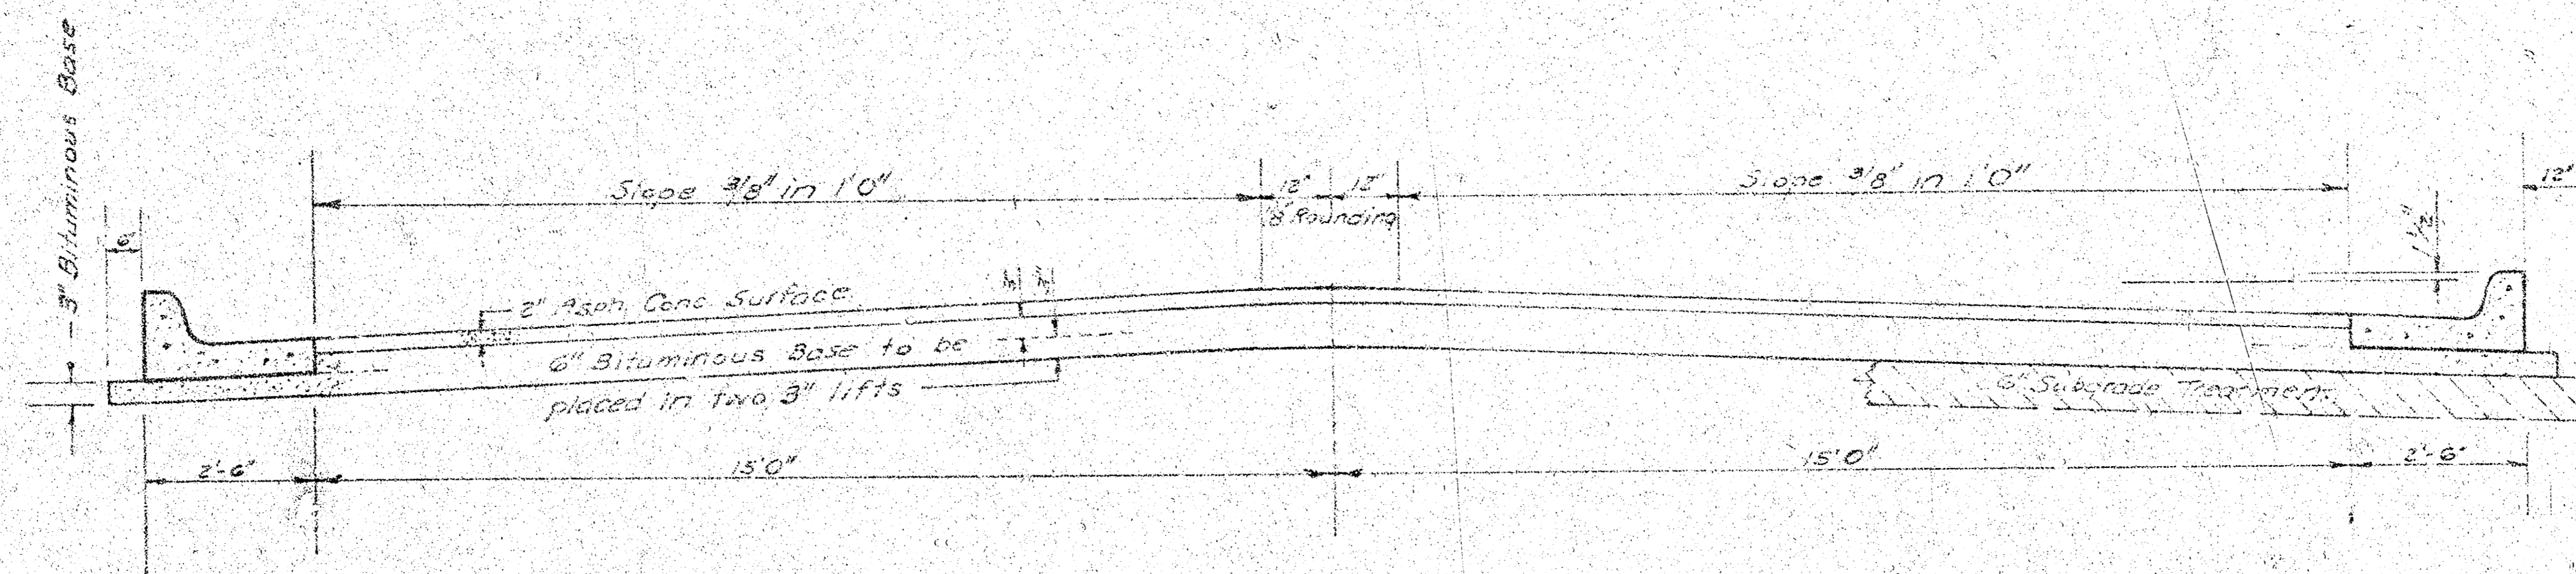 3" Bituminous Base
Slope 3/8" in 1'0"
12" 12"
Rounding
Slope 3/8" in 1'0"
12"
6"
1 1/2"
2" Asph. Conc. Surface
6" Bituminous Base to be
placed in two 3" lifts
6" Subgrade Treatment
2'-6"
15'0"
15'0"
2'-6"